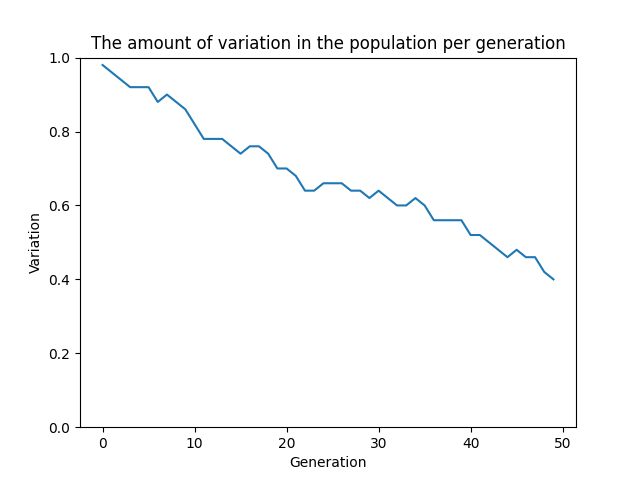 The amount of variation in the population per generation
1.0
0.8
0.6
0.4
0.2
0.0
Variation
0 10 20 30 40 50
Generation